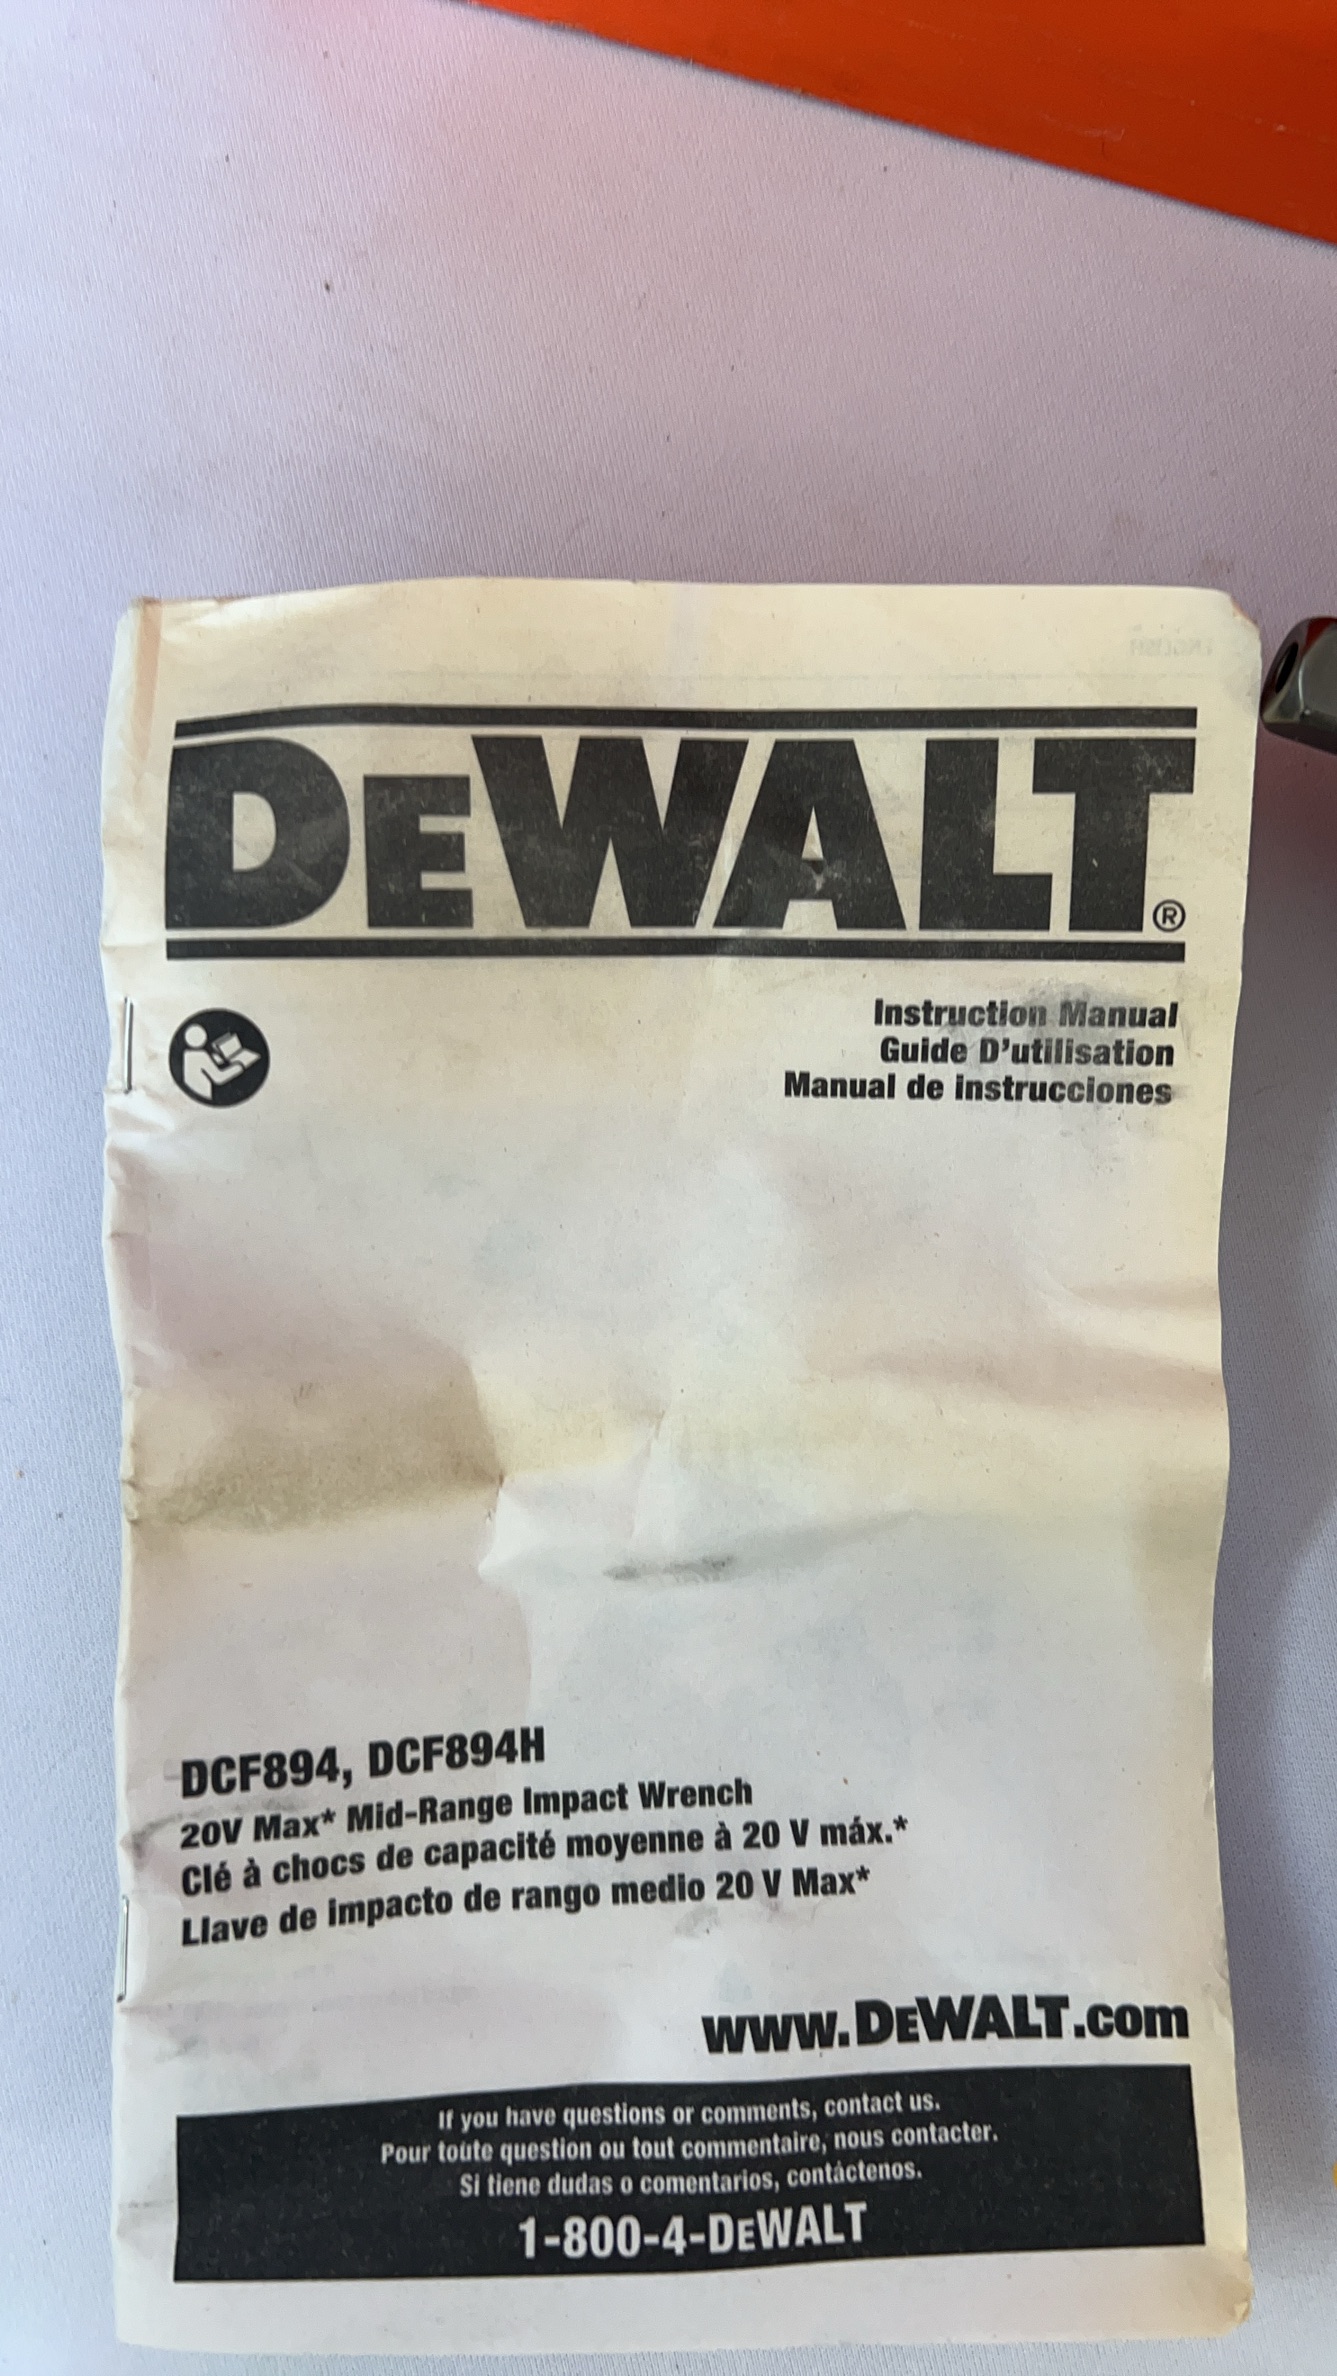 DEWALT®
Instruction Manual
Guide D'utilisation
Manual de instrucciones
DCF894, DCF894H
20V Max* Mid-Range Impact Wrench
Clé à chocs de capacité moyenne à 20 V máx.*
Llave de impacto de rango medio 20 V Max*
www.DEWALT.com
If you have questions or comments, contact us.
Pour toute question ou tout commentaire, nous contacter.
Si tiene dudas o comentarios, contáctenos.
1-800-4-DEWALT